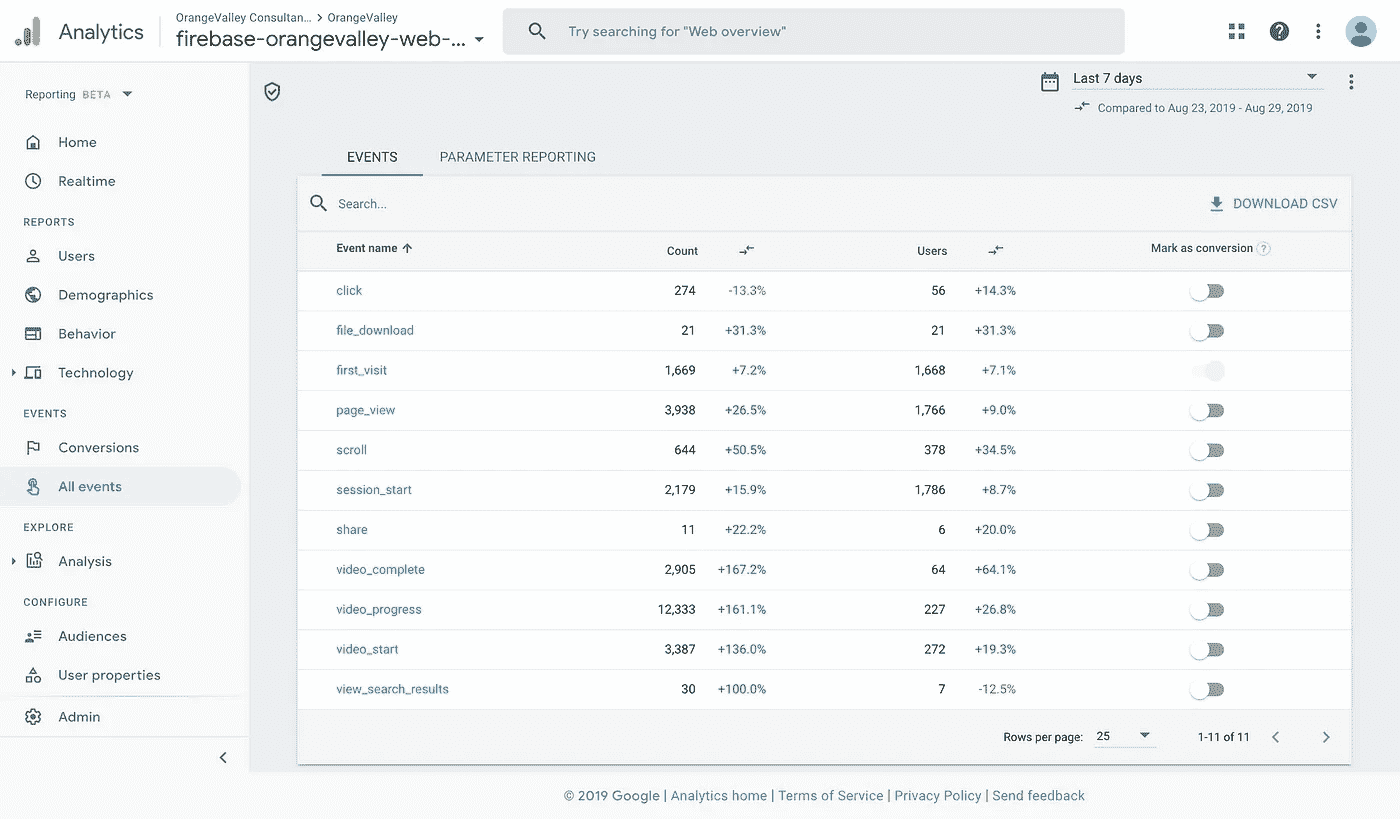 Analytics
OrangeValley Consultan... > OrangeValley
firebase-orangevalley-web-...
Try searching for "Web overview"
Reporting BETA
Home
Realtime
REPORTS
Users
Demographics
Behavior
Technology
EVENTS
Conversions
All events
EXPLORE
Analysis
CONFIGURE
Audiences
User properties
Admin
Last 7 days
Compared to Aug 23, 2019 - Aug 29, 2019
EVENTS PARAMETER REPORTING
Search... DOWNLOAD CSV
Event name Count Users Mark as conversion ?
click 274 -13.3% 56 +14.3%
file_download 21 +31.3% 21 +31.3%
first_visit 1,669 +7.2% 1,668 +7.1%
page_view 3,938 +26.5% 1,766 +9.0%
scroll 644 +50.5% 378 +34.5%
session_start 2,179 +15.9% 1,786 +8.7%
share 11 +22.2% 6 +20.0%
video_complete 2,905 +167.2% 64 +64.1%
video_progress 12,333 +161.1% 227 +26.8%
video_start 3,387 +136.0% 272 +19.3%
view_search_results 30 +100.0% 7 -12.5%
Rows per page: 25 1-11 of 11
© 2019 Google | Analytics home | Terms of Service | Privacy Policy | Send feedback